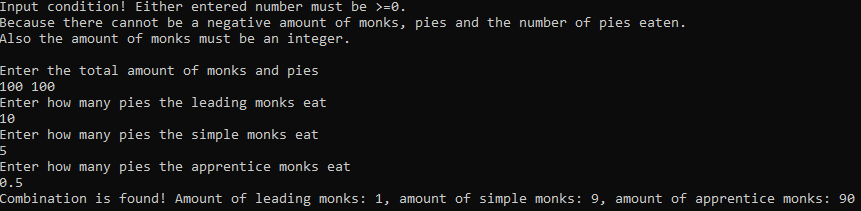 Input condition! Either entered number must be >=0.
Because there cannot be a negative amount of monks, pies and the number of pies eaten.
Also the amount of monks must be an integer.
Enter the total amount of monks and pies
100 100
Enter how many pies the leading monks eat
10
Enter how many pies the simple monks eat
5
Enter how many pies the apprentice monks eat
0.5
Combination is found! Amount of leading monks: 1, amount of simple monks: 9, amount of apprentice monks: 90